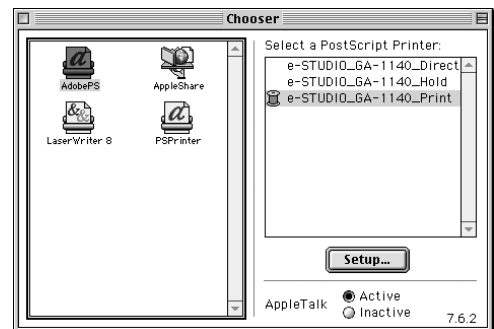 Chooser
AdobePS
AppleShare
LaserWriter 8
PSPrinter
Select a PostScript Printer:
e-STUDIO_GA-1140_Direct
e-STUDIO_GA-1140_Hold
e-STUDIO_GA-1140_Print
Setup...
AppleTalk
Active
Inactive
7.6.2